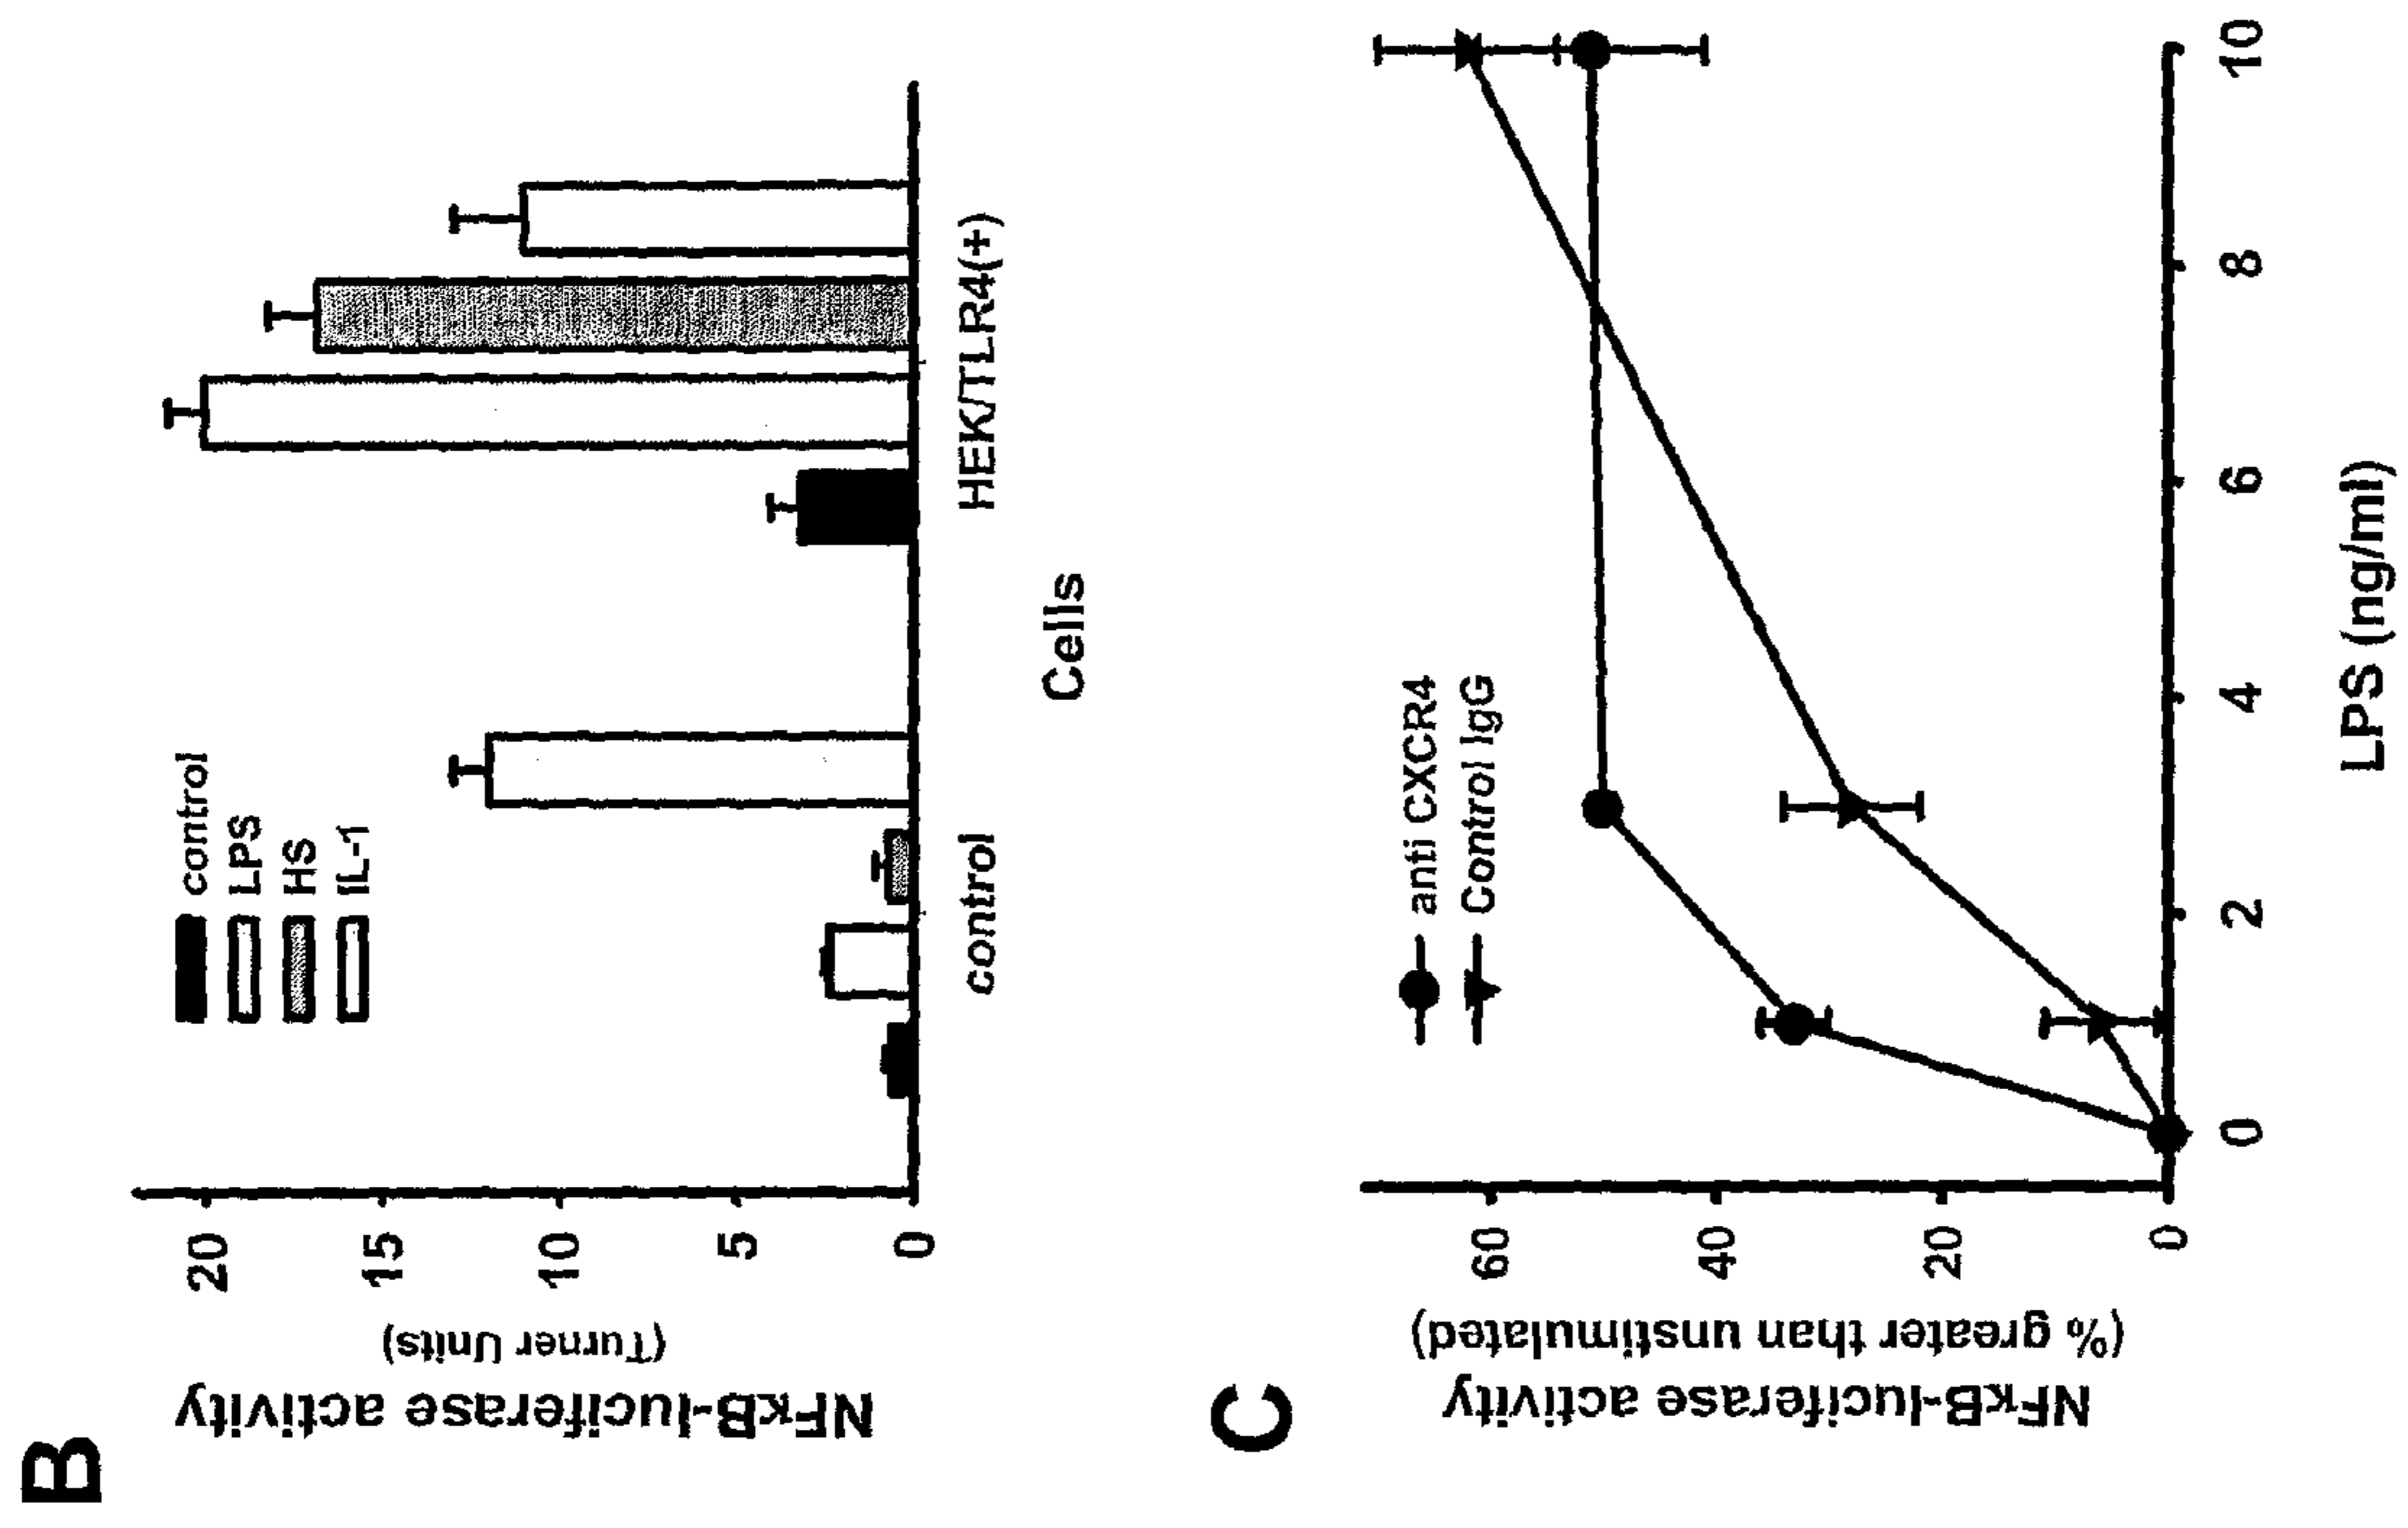 B
NFκB-luciferase activity
(Turner Units)
20
15
10
5
0
control
LPS
HS
IL-1
control
HEK/TLR4(+)
Cells
C
NFκB-luciferase activity
(% greater than unstimulated)
60
40
20
0
anti CXCR4
Control IgG
0 2 4 6 8 10
LPS (ng/ml)